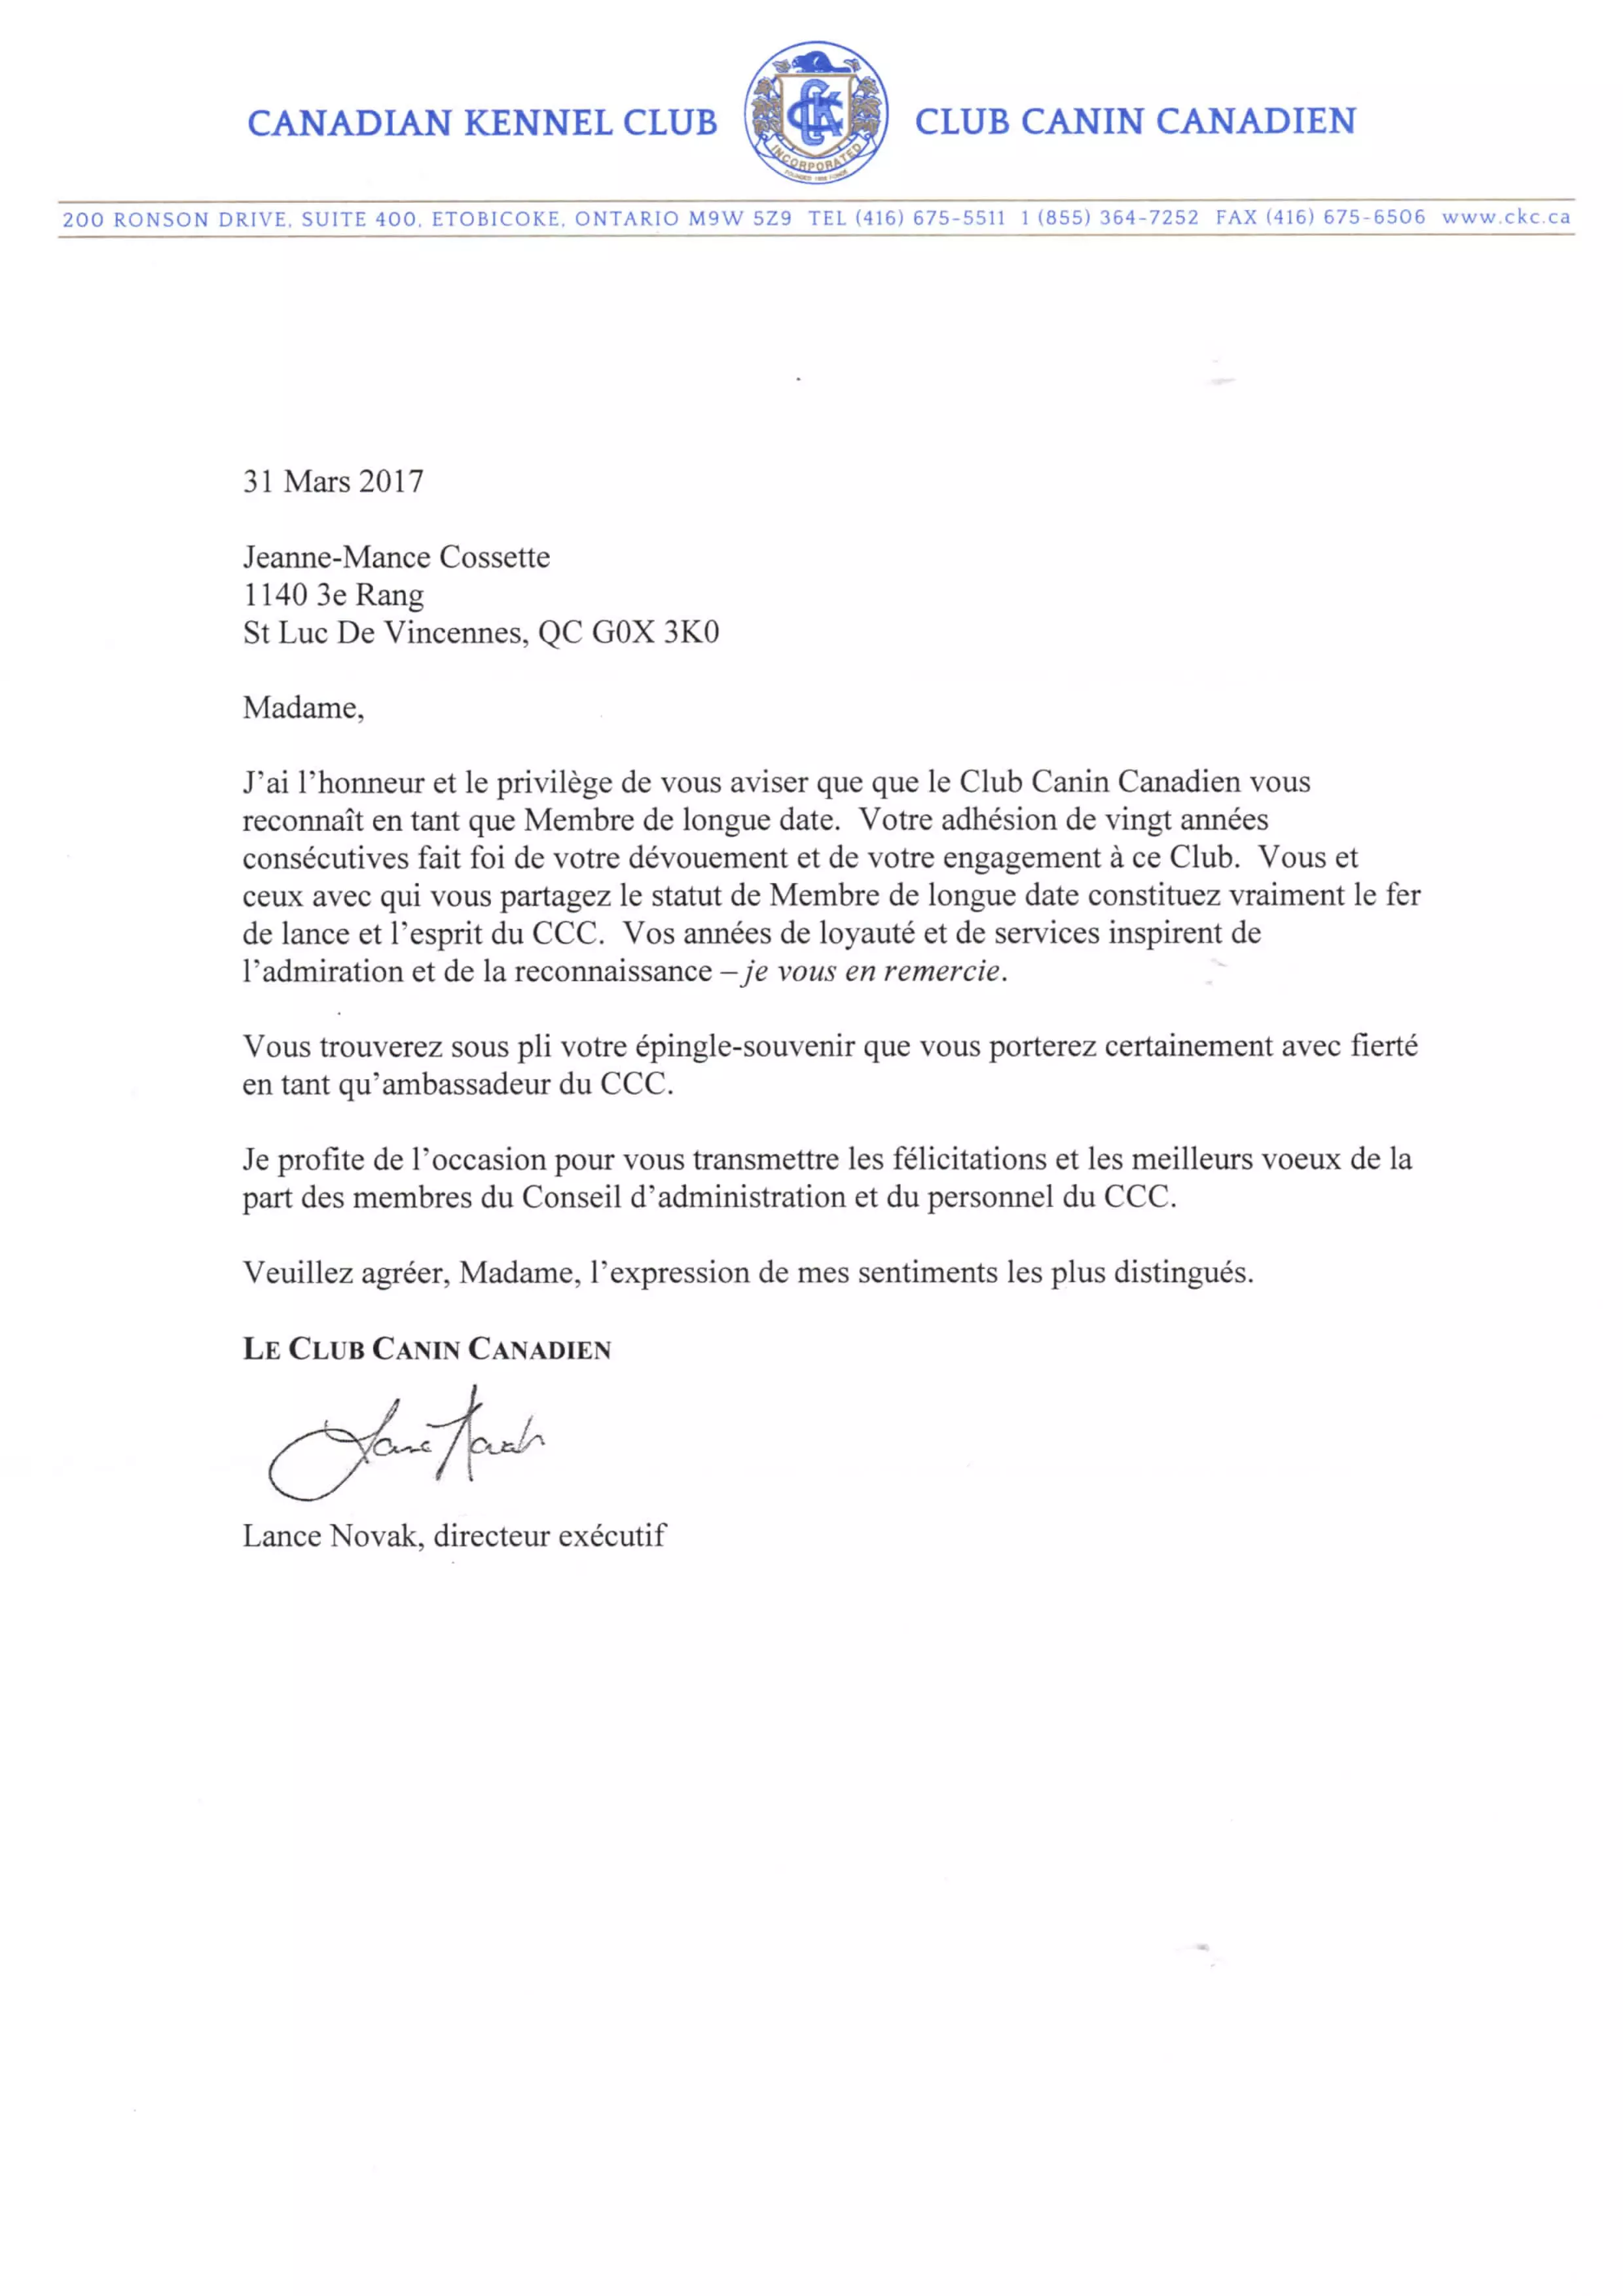 CANADIAN KENNEL CLUB
CKC
INCORPORATED
FOUNDED 1888 FONDÉ
CLUB CANIN CANADIEN
200 RONSON DRIVE, SUITE 400, ETOBICOKE, ONTARIO M9W 5Z9 TEL (416) 675-5511 1 (855) 364-7252 FAX (416) 675-6506 www.ckc.ca
31 Mars 2017
Jeanne-Mance Cossette
1140 3e Rang
St Luc De Vincennes, QC G0X 3K0
Madame,
J’ai l’honneur et le privilège de vous aviser que que le Club Canin Canadien vous
reconnaît en tant que Membre de longue date. Votre adhésion de vingt années
consécutives fait foi de votre dévouement et de votre engagement à ce Club. Vous et
ceux avec qui vous partagez le statut de Membre de longue date constituez vraiment le fer
de lance et l’esprit du CCC. Vos années de loyauté et de services inspirent de
l’admiration et de la reconnaissance – je vous en remercie.
Vous trouverez sous pli votre épingle-souvenir que vous porterez certainement avec fierté
en tant qu’ambassadeur du CCC.
Je profite de l’occasion pour vous transmettre les félicitations et les meilleurs voeux de la
part des membres du Conseil d’administration et du personnel du CCC.
Veuillez agréer, Madame, l’expression de mes sentiments les plus distingués.
LE CLUB CANIN CANADIEN
Lance Novak
Lance Novak, directeur exécutif